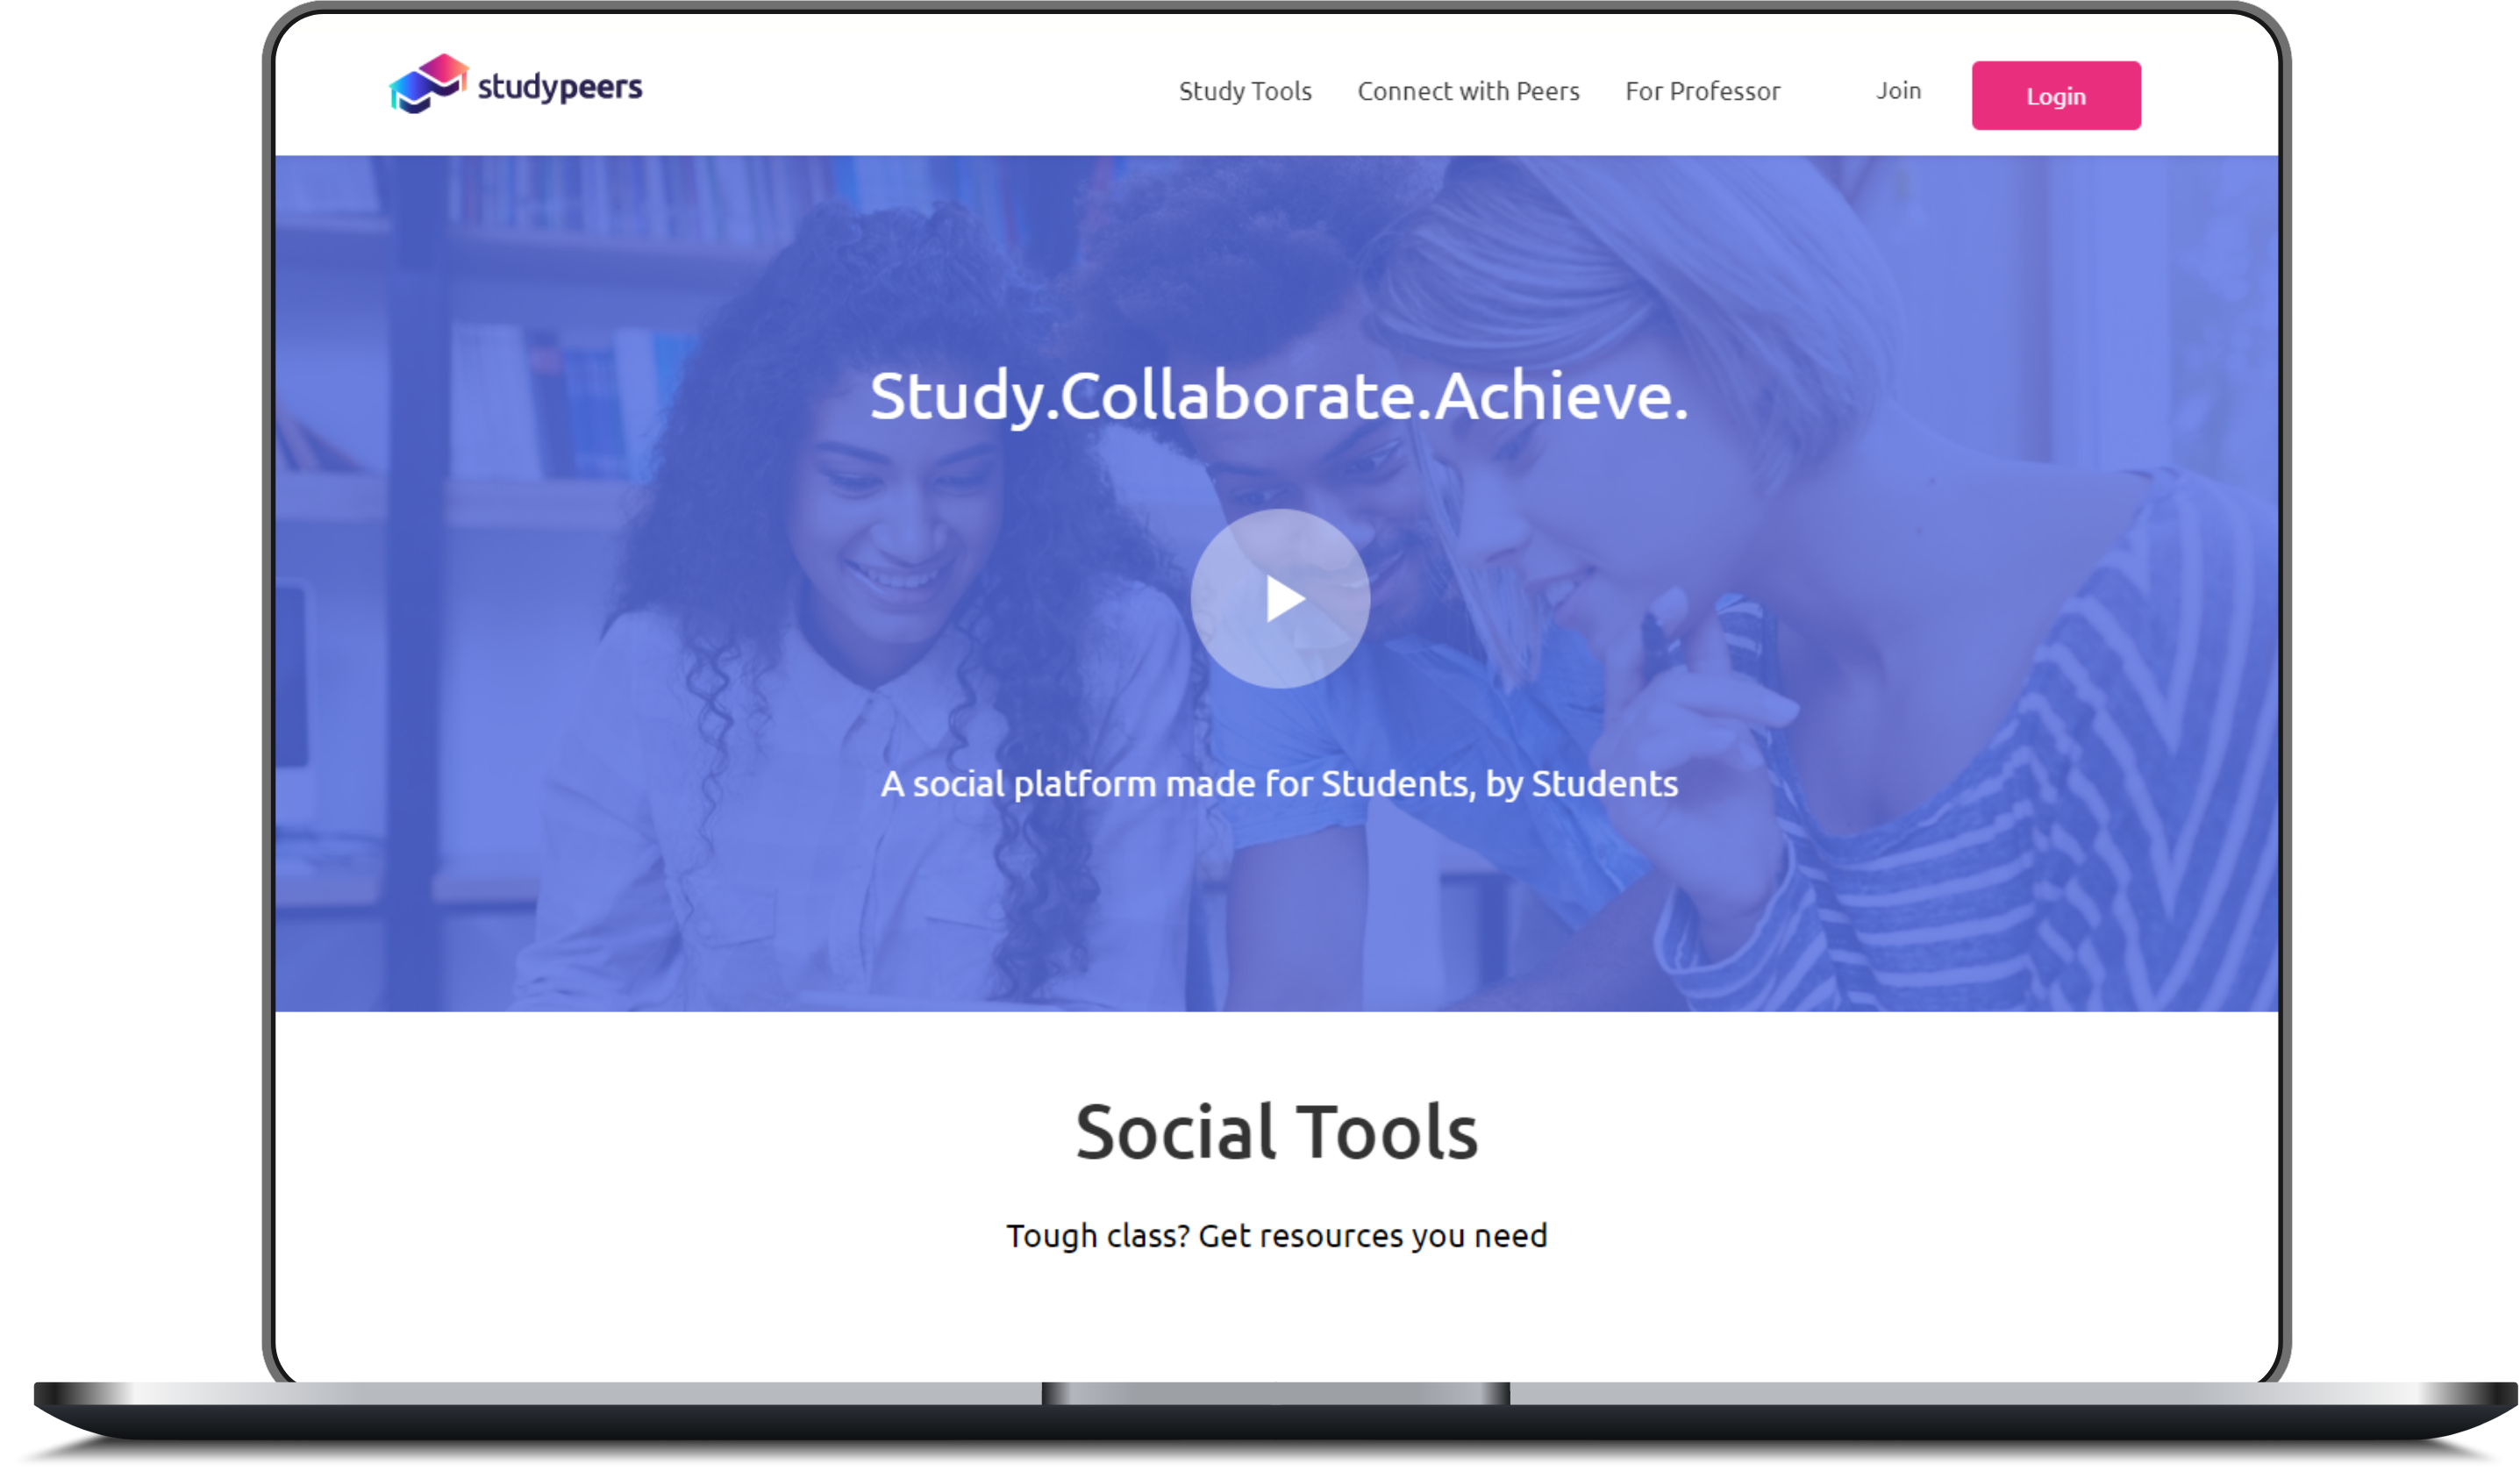 studypeers
Study Tools
Connect with Peers
For Professor
Join
Login
Study.Collaborate.Achieve.
A social platform made for Students, by Students
Social Tools
Tough class? Get resources you need